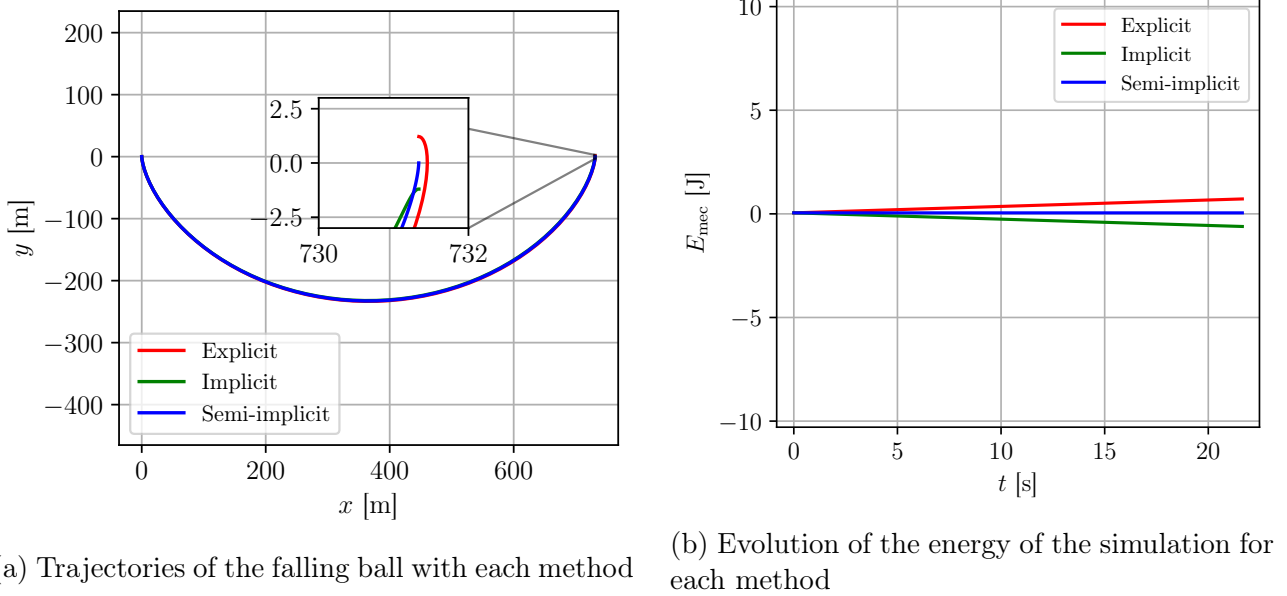 200
100
0
−100
−200
−300
−400
y [m]
2.5
0.0
−2.5
730
732
Explicit
Implicit
Semi-implicit
0
200
400
600
x [m]
a) Trajectories of the falling ball with each method
10
5
0
−5
−10
E_mec [J]
Explicit
Implicit
Semi-implicit
0
5
10
15
20
t [s]
(b) Evolution of the energy of the simulation for
each method